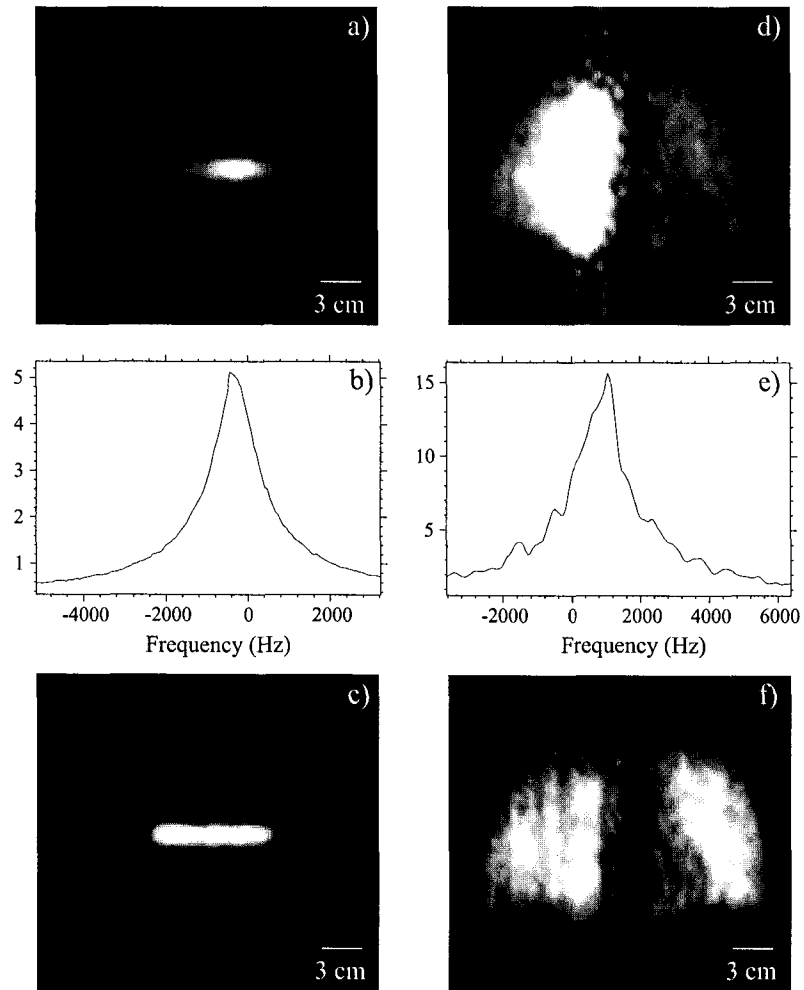 a)
3 cm
d)
3 cm
b)
5
4
3
2
1
-4000 -2000 0 2000
Frequency (Hz)
e)
15
10
5
-2000 0 2000 4000 6000
Frequency (Hz)
c)
3 cm
f)
3 cm